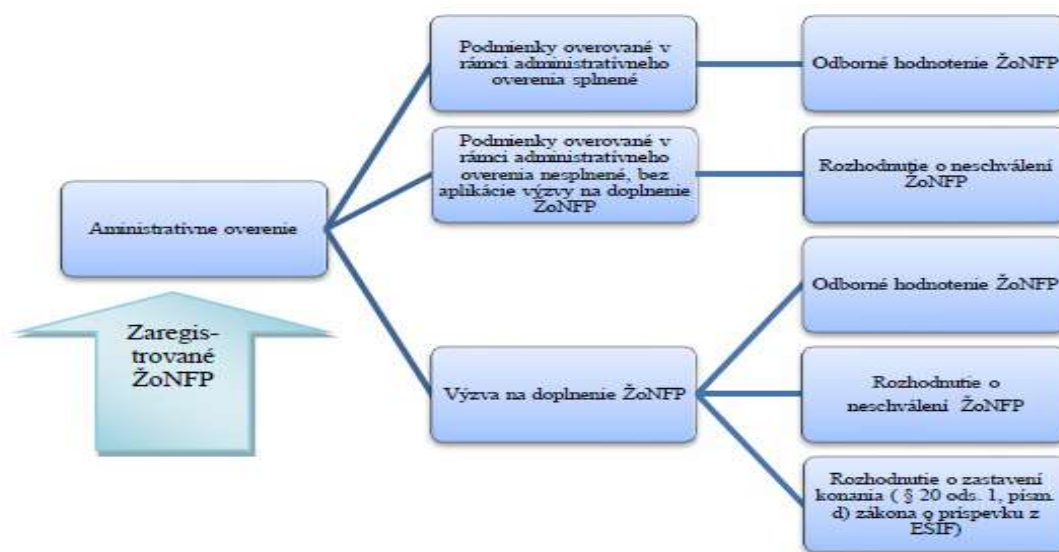 Podmienky overované v
rámci administratívneho
overenia splnené
Odborné hodnotenie ŽoNFP
Podmienky overované v
rámci administratívneho
overenia nesplnené, bez
aplikácie výzvy na doplnenie
ŽoNFP
Rozhodnutie o neschválení
ŽoNFP
Aministratívne overenie
Zaregis-
trované
ŽoNFP
Výzva na doplnenie ŽoNFP
Odborné hodnotenie ŽoNFP
Rozhodnutie o
neschválení ŽoNFP
Rozhodnutie o zastavení
konania ( § 20 ods. 1, písm.
d) zákona o príspevku z
EŠIF)